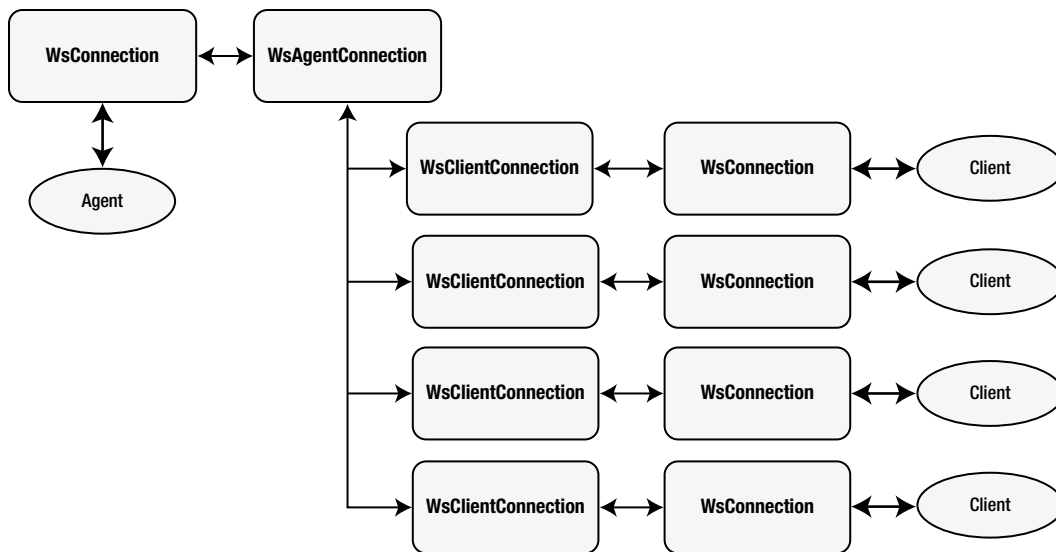 WsConnection
WsAgentConnection
Agent
WsClientConnection
WsConnection
Client
WsClientConnection
WsConnection
Client
WsClientConnection
WsConnection
Client
WsClientConnection
WsConnection
Client